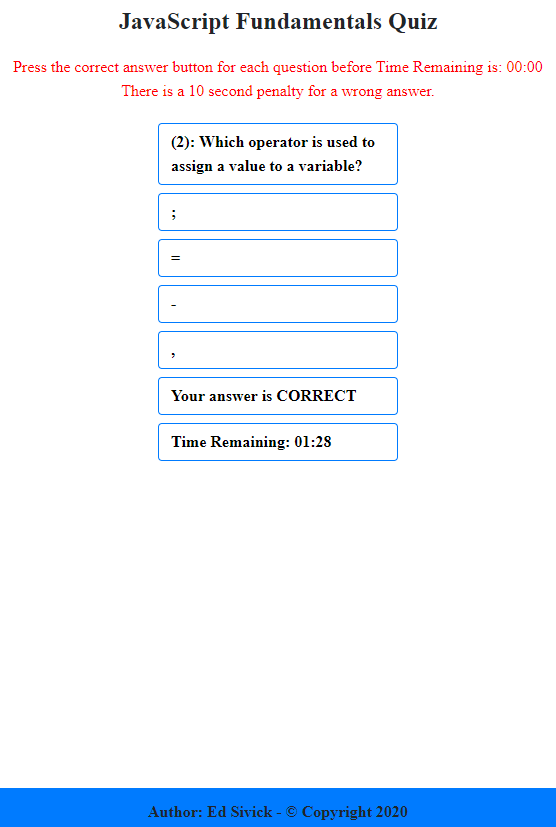 JavaScript Fundamentals Quiz
Press the correct answer button for each question before Time Remaining is: 00:00
There is a 10 second penalty for a wrong answer.
(2): Which operator is used to
assign a value to a variable?
;
=
-
,
Your answer is CORRECT
Time Remaining: 01:28
Author: Ed Sivick - © Copyright 2020